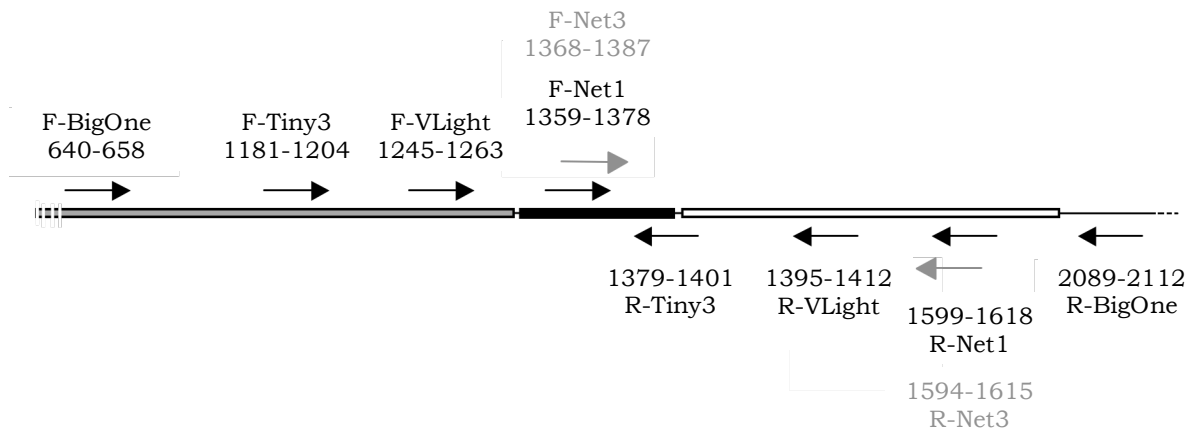 F-Net3
1368-1387
F-Net1
1359-1378
F-BigOne
640-658
F-Tiny3
1181-1204
F-VLight
1245-1263
1379-1401
R-Tiny3
1395-1412
R-VLight
1599-1618
R-Net1
1594-1615
R-Net3
2089-2112
R-BigOne